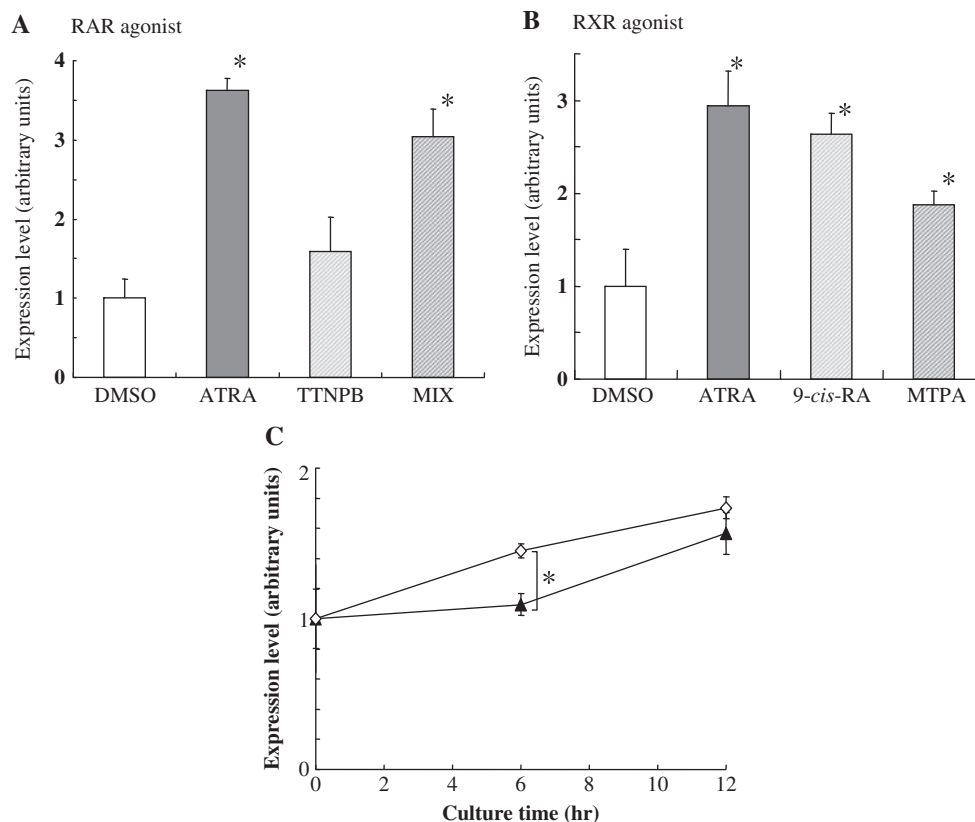 A RAR agonist
Expression level (arbitrary units)
4
3
2
1
0
*
*
DMSO ATRA TTNPB MIX
B RXR agonist
Expression level (arbitrary units)
3
2
1
0
*
*
*
DMSO ATRA 9-cis-RA MTPA
C
Expression level (arbitrary units)
2
1
0
*
0 2 4 6 8 10 12
Culture time (hr)